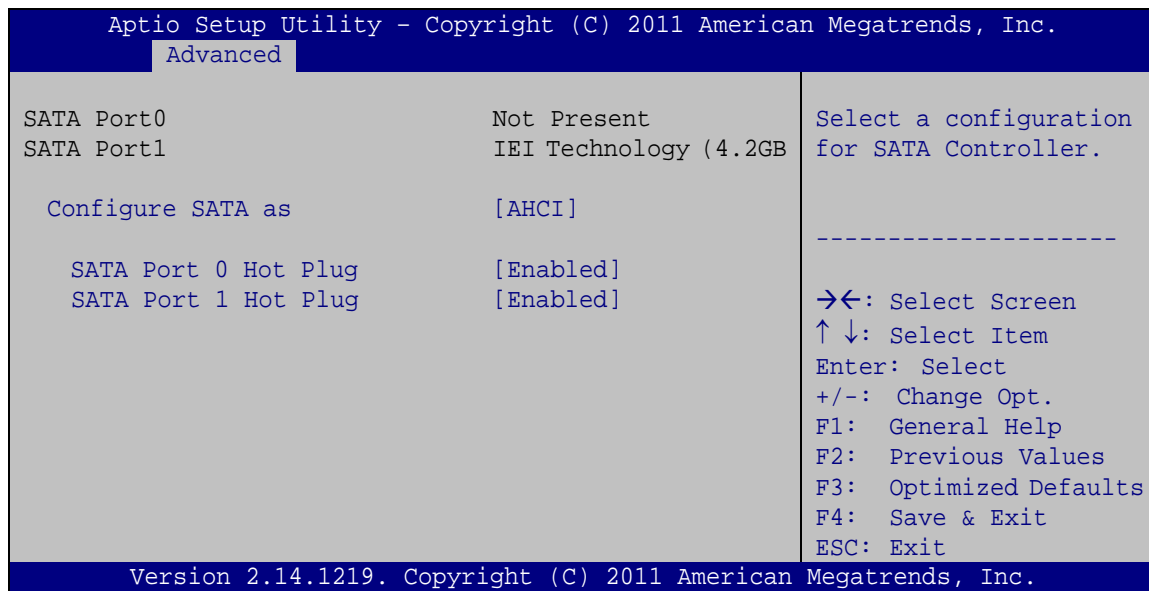 Aptio Setup Utility – Copyright (C) 2011 American Megatrends, Inc.
Advanced
SATA Port0 Not Present
SATA Port1 IEI Technology (4.2GB
Configure SATA as [AHCI]
SATA Port 0 Hot Plug [Enabled]
SATA Port 1 Hot Plug [Enabled]
Select a configuration
for SATA Controller.
---------------------
→←: Select Screen
↑ ↓: Select Item
Enter: Select
+/-: Change Opt.
F1: General Help
F2: Previous Values
F3: Optimized Defaults
F4: Save & Exit
ESC: Exit
Version 2.14.1219. Copyright (C) 2011 American Megatrends, Inc.